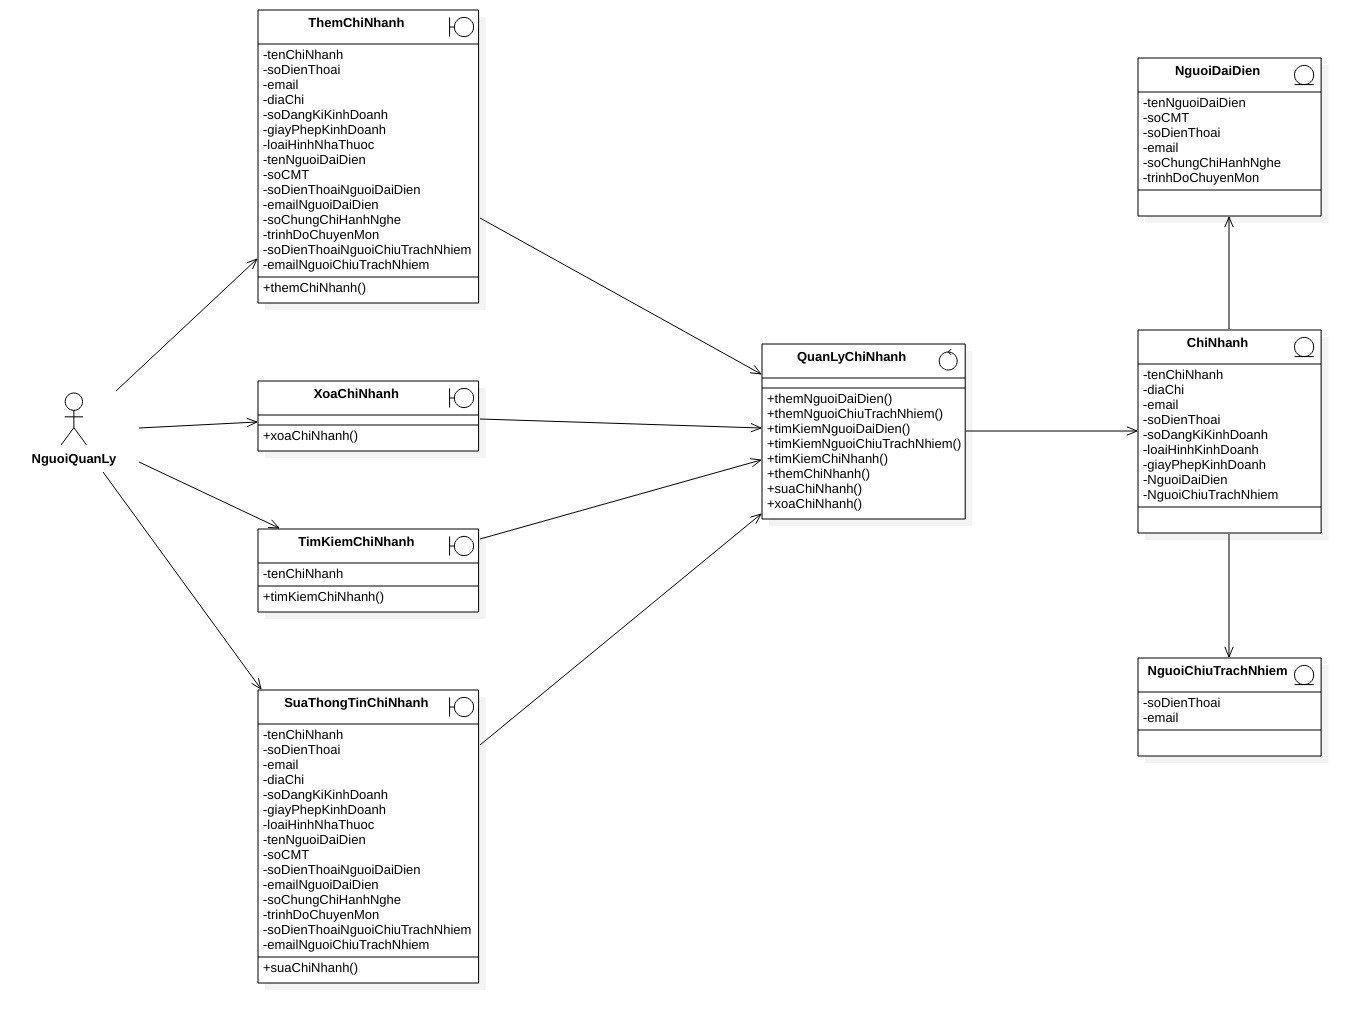 ThemChiNhanh
-tenChiNhanh
-soDienThoai
-email
-diaChi
-soDangKiKinhDoanh
-giayPhepKinhDoanh
-loaiHinhNhaThuoc
-tenNguoiDaiDien
-soCMT
-soDienThoaiNguoiDaiDien
-emailNguoiDaiDien
-soChungChiHanhNghe
-trinhDoChuyenMon
-soDienThoaiNguoiChiuTrachNhiem
-emailNguoiChiuTrachNhiem
+themChiNhanh()
NguoiQuanLy
XoaChiNhanh
+xoaChiNhanh()
TimKiemChiNhanh
-tenChiNhanh
+timKiemChiNhanh()
SuaThongTinChiNhanh
-tenChiNhanh
-soDienThoai
-email
-diaChi
-soDangKiKinhDoanh
-giayPhepKinhDoanh
-loaiHinhNhaThuoc
-tenNguoiDaiDien
-soCMT
-soDienThoaiNguoiDaiDien
-emailNguoiDaiDien
-soChungChiHanhNghe
-trinhDoChuyenMon
-soDienThoaiNguoiChiuTrachNhiem
-emailNguoiChiuTrachNhiem
+suaChiNhanh()
QuanLyChiNhanh
+themNguoiDaiDien()
+themNguoiChiuTrachNhiem()
+timKiemNguoiDaiDien()
+timKiemNguoiChiuTrachNhiem()
+timKiemChiNhanh()
+themChiNhanh()
+suaChiNhanh()
+xoaChiNhanh()
NguoiDaiDien
-tenNguoiDaiDien
-soCMT
-soDienThoai
-email
-soChungChiHanhNghe
-trinhDoChuyenMon
ChiNhanh
-tenChiNhanh
-diaChi
-email
-soDienThoai
-soDangKiKinhDoanh
-loaiHinhKinhDoanh
-giayPhepKinhDoanh
-NguoiDaiDien
-NguoiChiuTrachNhiem
NguoiChiuTrachNhiem
-soDienThoai
-email